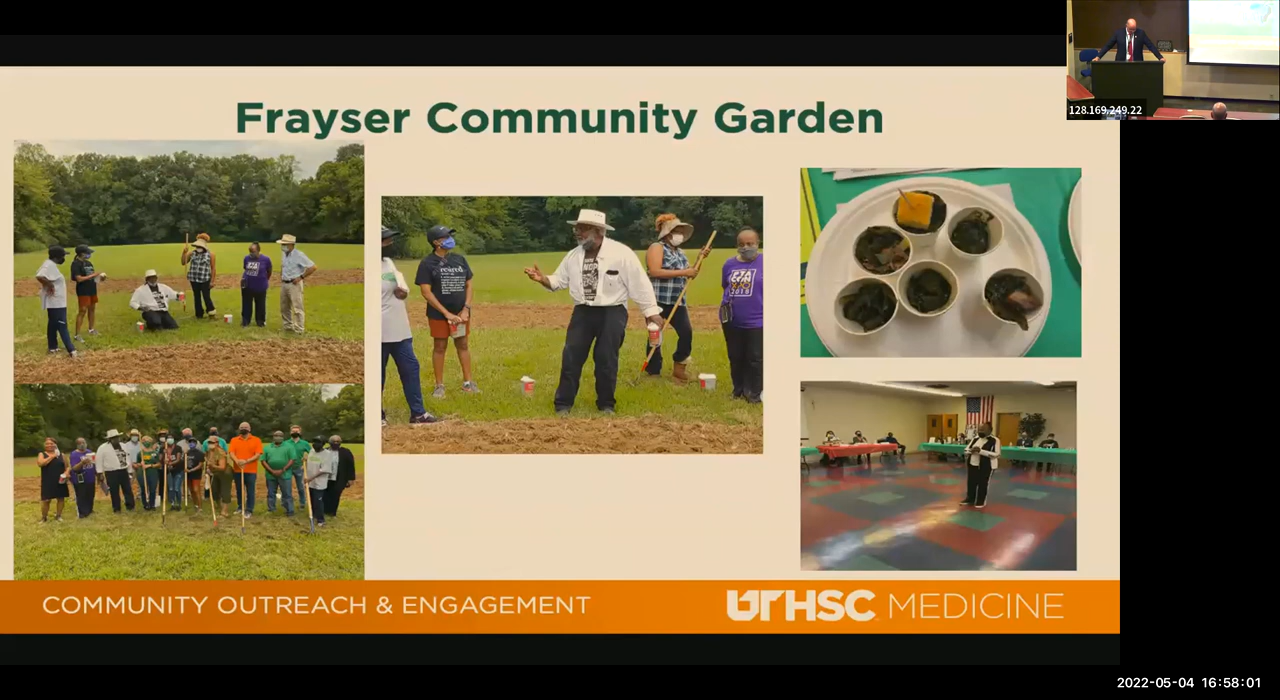 128.169.249.22
Frayser Community Garden
COMMUNITY OUTREACH & ENGAGEMENT
UTHSC MEDICINE
2022-05-04 16:58:01